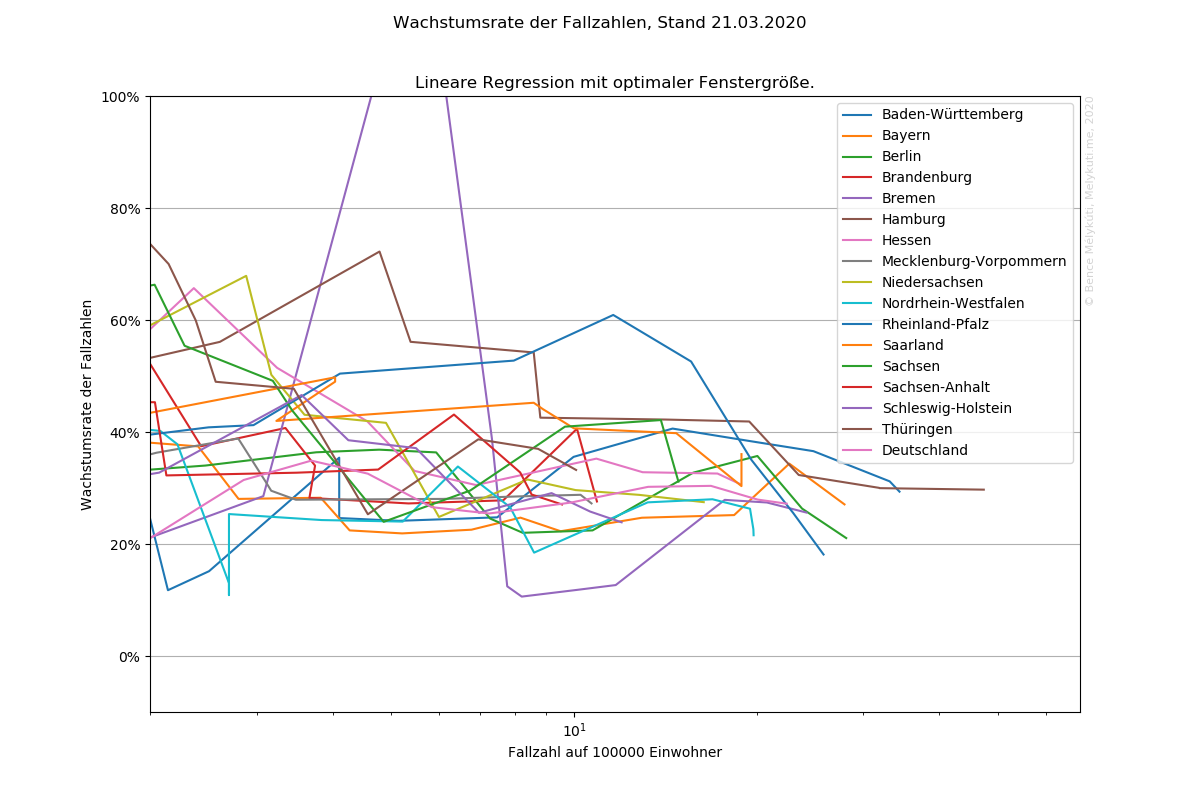 Wachstumsrate der Fallzahlen, Stand 21.03.2020
Lineare Regression mit optimaler Fenstergröße.
100%
80%
60%
40%
20%
0%
Wachstumsrate der Fallzahlen
Baden-Württemberg
Bayern
Berlin
Brandenburg
Bremen
Hamburg
Hessen
Mecklenburg-Vorpommern
Niedersachsen
Nordrhein-Westfalen
Rheinland-Pfalz
Saarland
Sachsen
Sachsen-Anhalt
Schleswig-Holstein
Thüringen
Deutschland
© Bence Mélykúti, Melykuti.me, 2020
10¹
Fallzahl auf 100000 Einwohner